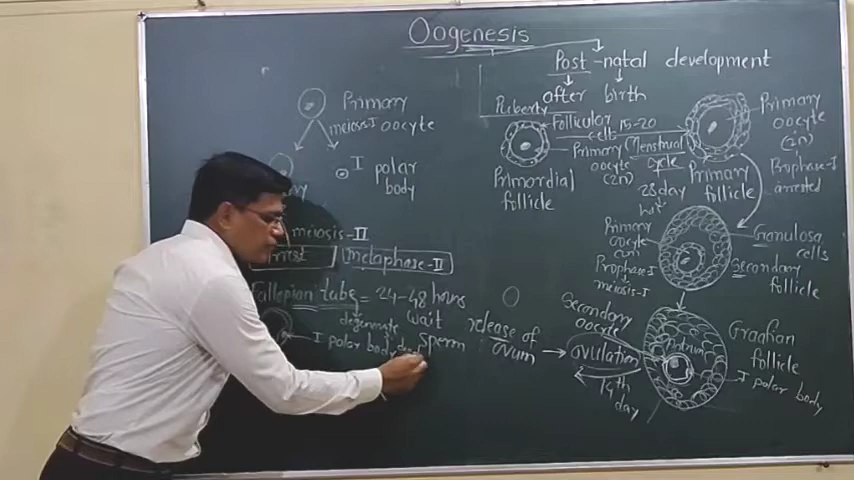 Oogenesis
Post-natal development
after birth
Puberty
Primary
meiosis-I oocyte
I polar
body
meiosis-II
arrest
metaphase-II
Fallopian tube = 24-48 hours
degenerate wait
I polar body
sperm
release of
ovum
ovulation
14th
day
Follicular
cells
Primary
oocyte
(2n)
Primordial
follicle
15-20
Menstrual
cycle
28 day
Primary
follicle
Primary
oocyte
(2n)
Prophase-I
arrested
Primary
oocyte
Prophase-I
meiosis-I
Granulosa
cells
Secondary
follicle
Secondary
oocyte
Antrum
Graafian
follicle
I polar body